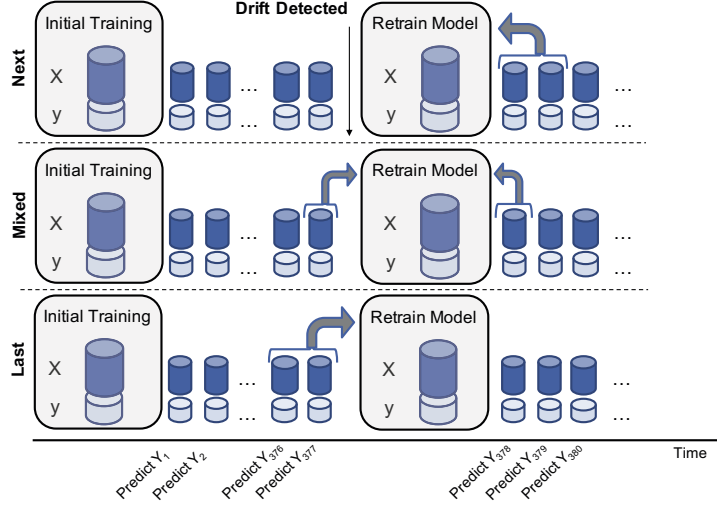 Drift Detected
Next
Initial Training
X
y
...
...
Retrain Model
X
y
...
...
Mixed
Initial Training
X
y
...
...
Retrain Model
X
y
...
...
Last
Initial Training
X
y
...
...
Retrain Model
X
y
...
...
Predict Y₁
Predict Y₂
Predict Y₃₇₆
Predict Y₃₇₇
Predict Y₃₇₈
Predict Y₃₇₉
Predict Y₃₈₀
Time